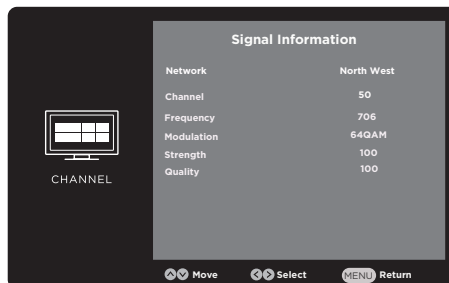 Signal Information
Network North West
Channel 50
Frequency 706
Modulation 64QAM
Strength 100
Quality 100
CHANNEL
Move Select MENU Return